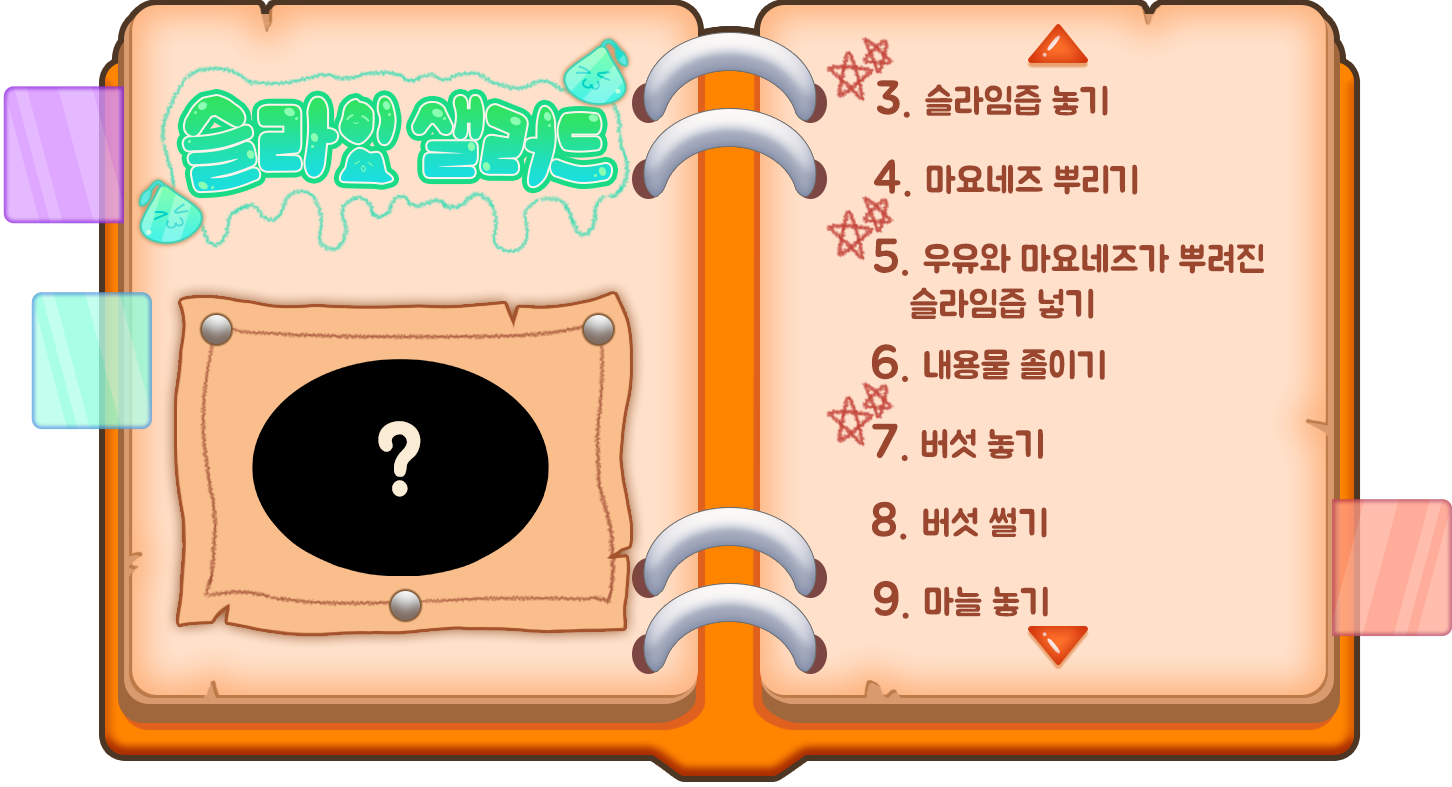 슬라임 샐러드
?
3. 슬라임즙 놓기
4. 마요네즈 뿌리기
5. 우유와 마요네즈가 뿌려진
슬라임즙 넣기
6. 내용물 졸이기
7. 버섯 놓기
8. 버섯 썰기
9. 마늘 놓기